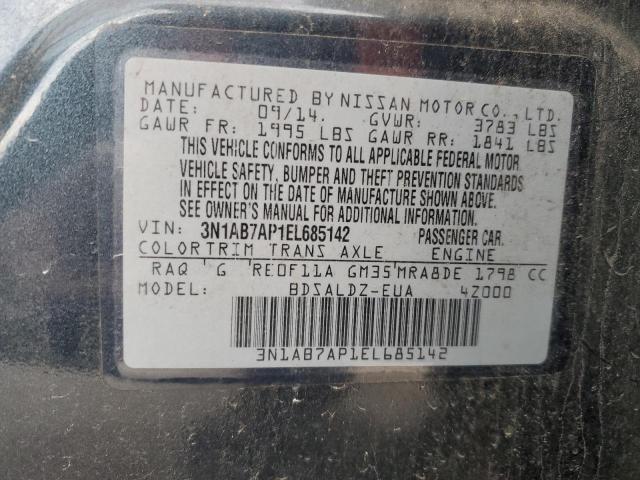 MANUFACTURED BY NISSAN MOTOR CO., LTD.
DATE: 09/14. GVWR: 3783 LBS
GAWR FR: 1995 LBS GAWR RR: 1841 LBS
THIS VEHICLE CONFORMS TO ALL APPLICABLE FEDERAL MOTOR
VEHICLE SAFETY, BUMPER AND THEFT PREVENTION STANDARDS
IN EFFECT ON THE DATE OF MANUFACTURE SHOWN ABOVE.
SEE OWNER'S MANUAL FOR ADDITIONAL INFORMATION.
VIN: 3N1AB7AP1EL685142 PASSENGER CAR.
COLOR TRIM TRANS AXLE ENGINE
RAQ G RE0F11A GM35 MRA8DE 1798 CC
MODEL: BDSALDZ-EUA 4Z000
3N1AB7AP1EL685142